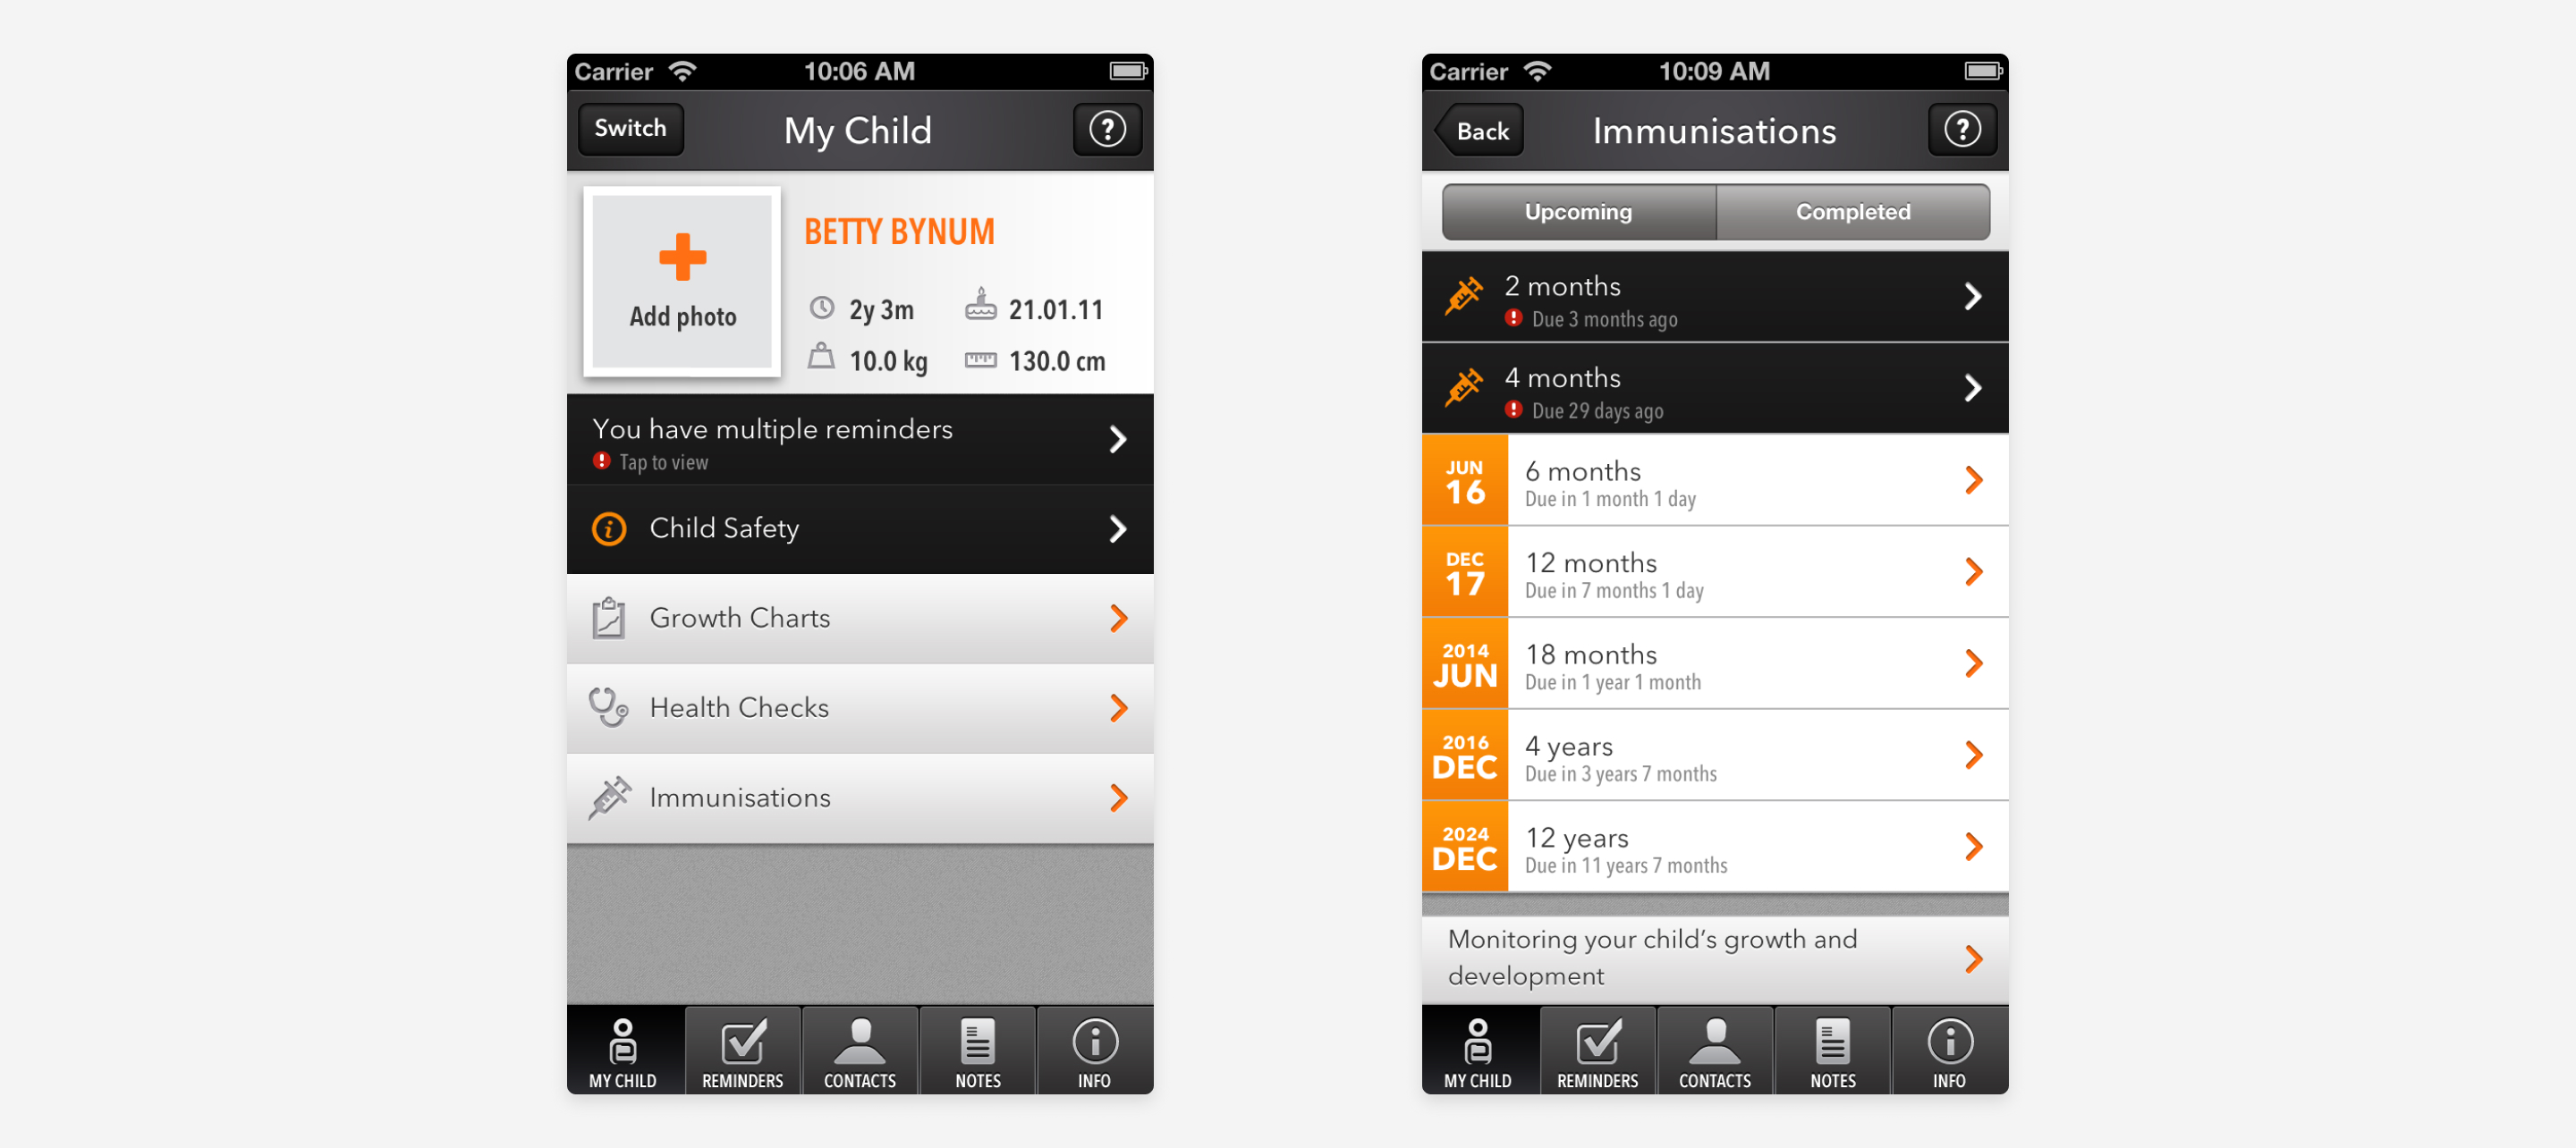 Carrier 10:06 AM
Switch My Child ?
BETTY BYNUM
Add photo
2y 3m 21.01.11
10.0 kg 130.0 cm
You have multiple reminders
! Tap to view
i Child Safety
Growth Charts
Health Checks
Immunisations
MY CHILD REMINDERS CONTACTS NOTES INFO
Carrier 10:09 AM
Back Immunisations ?
Upcoming Completed
2 months
! Due 3 months ago
4 months
! Due 29 days ago
JUN
16
6 months
Due in 1 month 1 day
DEC
17
12 months
Due in 7 months 1 day
2014
JUN
18 months
Due in 1 year 1 month
2016
DEC
4 years
Due in 3 years 7 months
2024
DEC
12 years
Due in 11 years 7 months
Monitoring your child’s growth and
development
MY CHILD REMINDERS CONTACTS NOTES INFO